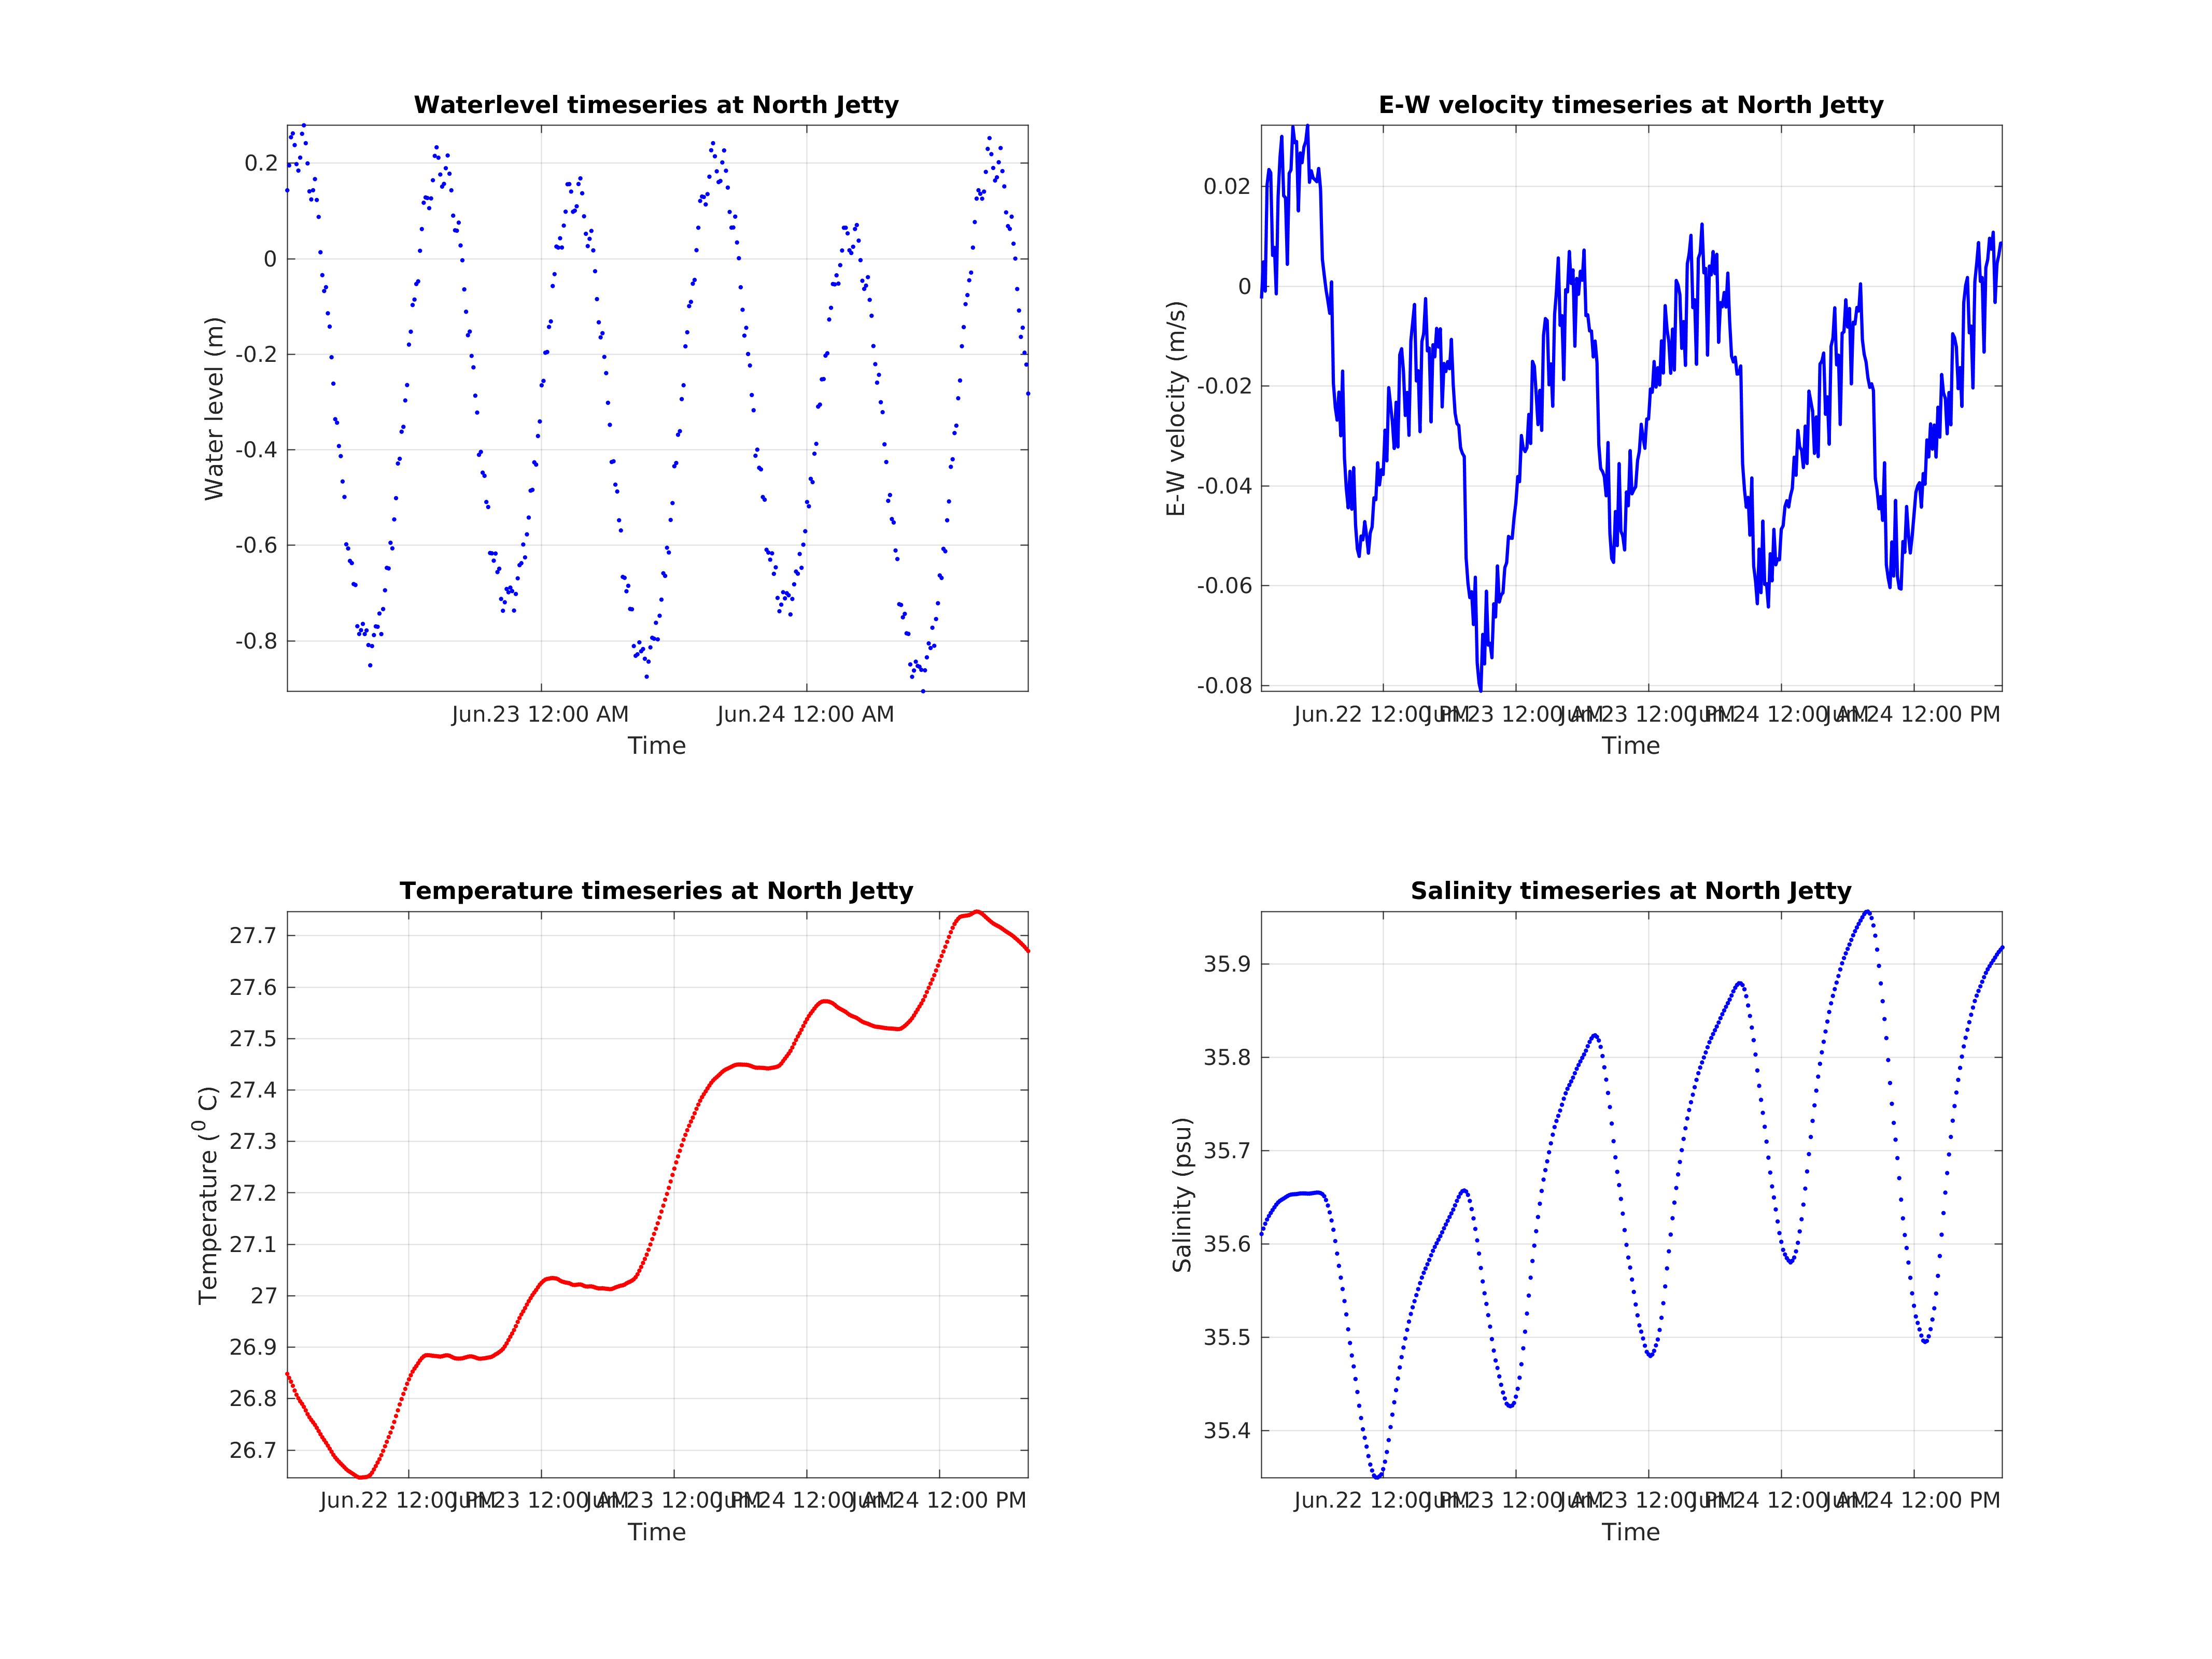 Waterlevel timeseries at North Jetty
0.2
0
-0.2
-0.4
-0.6
-0.8
Water level (m)
Jun.23 12:00 AM Jun.24 12:00 AM
Time
E-W velocity timeseries at North Jetty
0.02
0
-0.02
-0.04
-0.06
-0.08
E-W velocity (m/s)
Jun.22 12:00 PM Jun.23 12:00 AM Jun.23 12:00 PM Jun.24 12:00 AM Jun.24 12:00 PM
Time
Temperature timeseries at North Jetty
27.7
27.6
27.5
27.4
27.3
27.2
27.1
27
26.9
26.8
26.7
Temperature (⁰ C)
Jun.22 12:00 PM Jun.23 12:00 AM Jun.23 12:00 PM Jun.24 12:00 AM Jun.24 12:00 PM
Time
Salinity timeseries at North Jetty
35.9
35.8
35.7
35.6
35.5
35.4
Salinity (psu)
Jun.22 12:00 PM Jun.23 12:00 AM Jun.23 12:00 PM Jun.24 12:00 AM Jun.24 12:00 PM
Time